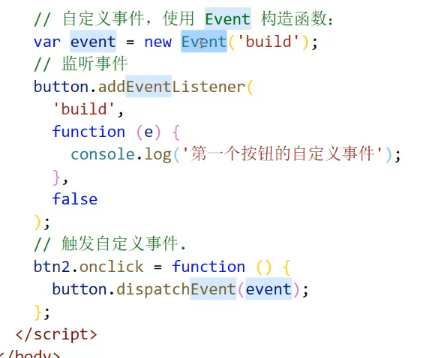 // 自定义事件，使用 Event 构造函数：
var event = new Event('build');
// 监听事件
button.addEventListener(
'build',
function (e) {
console.log('第一个按钮的自定义事件');
},
false
);
// 触发自定义事件.
btn2.onclick = function () {
button.dispatchEvent(event);
};
</script>
</body>